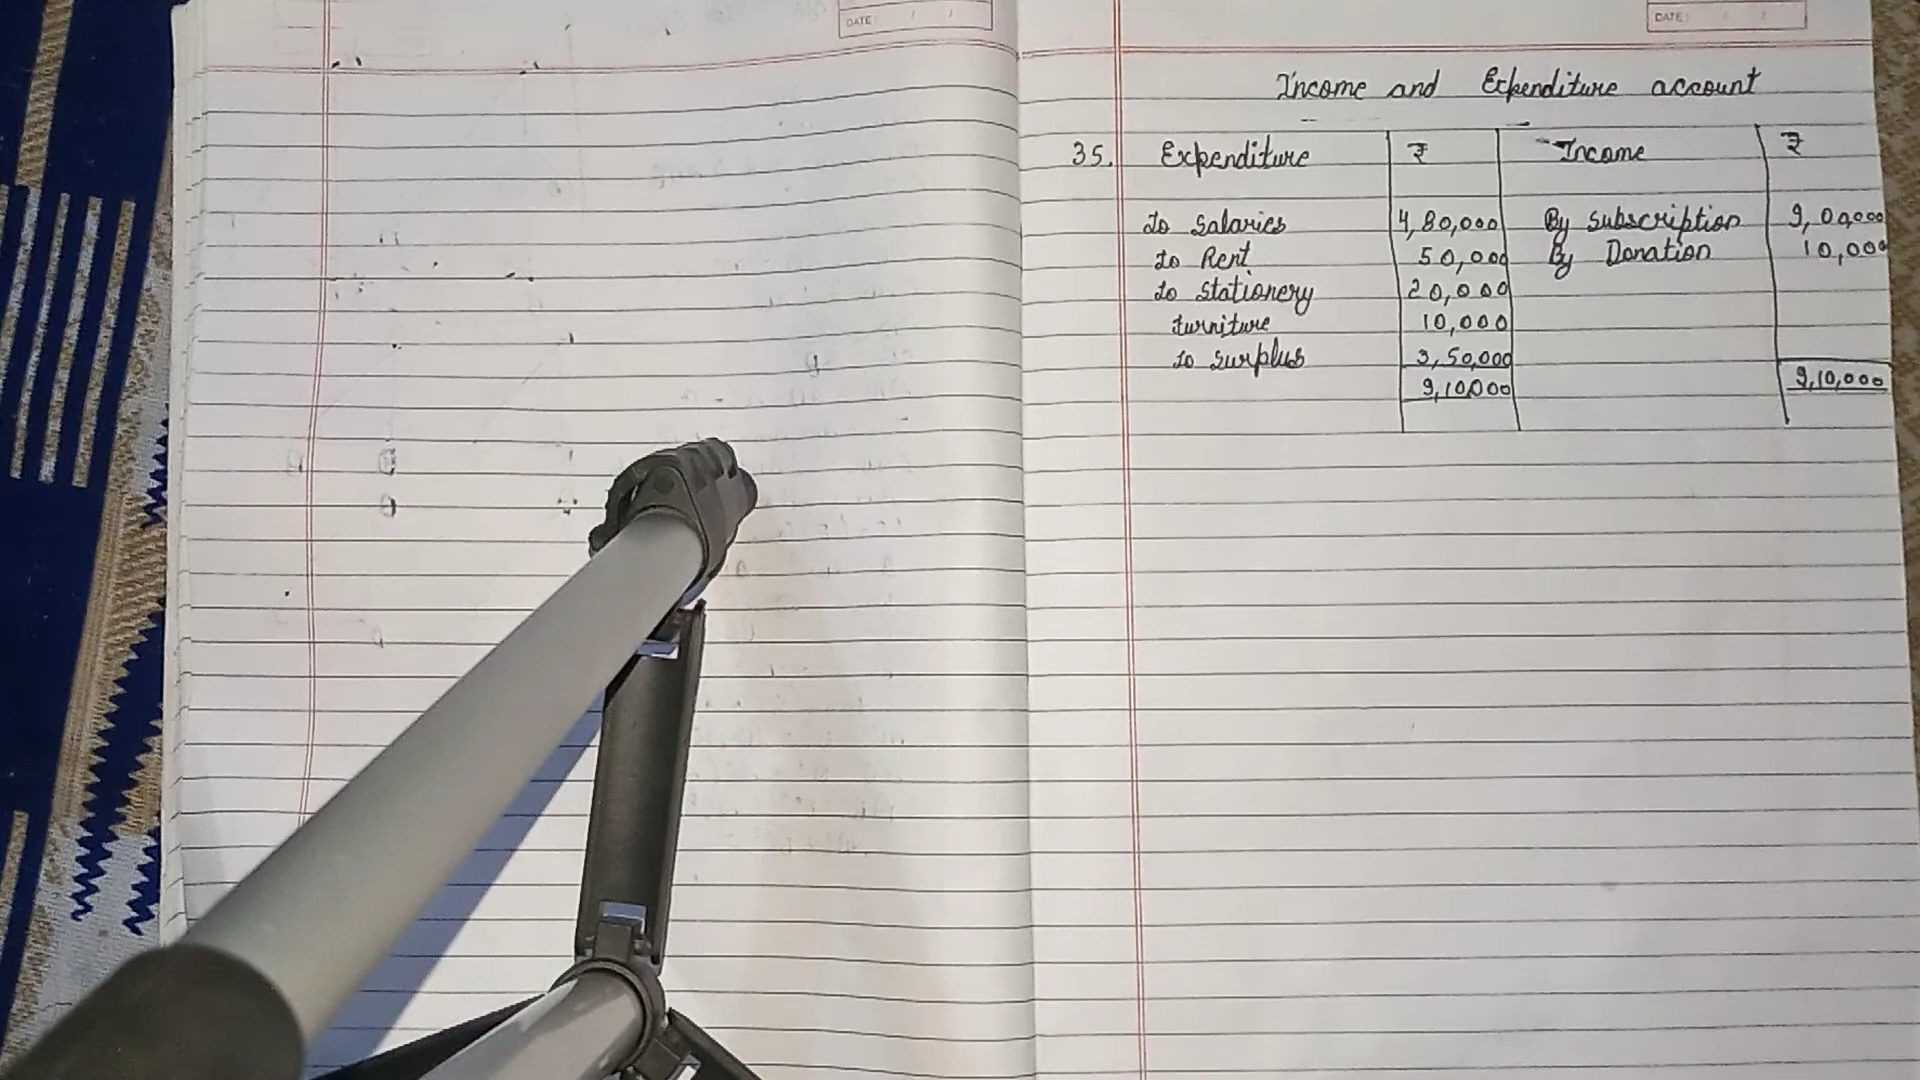 DATE: / /
DATE: / /
Income and Expenditure account
35. Expenditure ₹ Income ₹
To Salaries 4,80,000 By Subscription 9,00,000
To Rent 50,000 By Donation 10,000
To Stationery 20,000
furniture 10,000
To Surplus 3,50,000
9,10,000 9,10,000